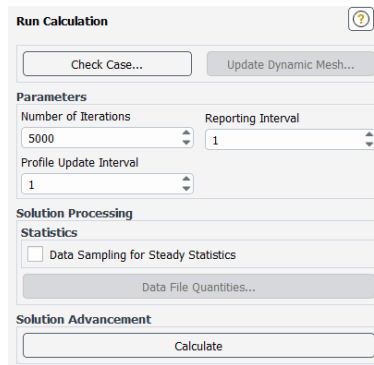 Run Calculation
?
Check Case...
Update Dynamic Mesh...
Parameters
Number of Iterations
Reporting Interval
5000
1
Profile Update Interval
1
Solution Processing
Statistics
Data Sampling for Steady Statistics
Data File Quantities...
Solution Advancement
Calculate